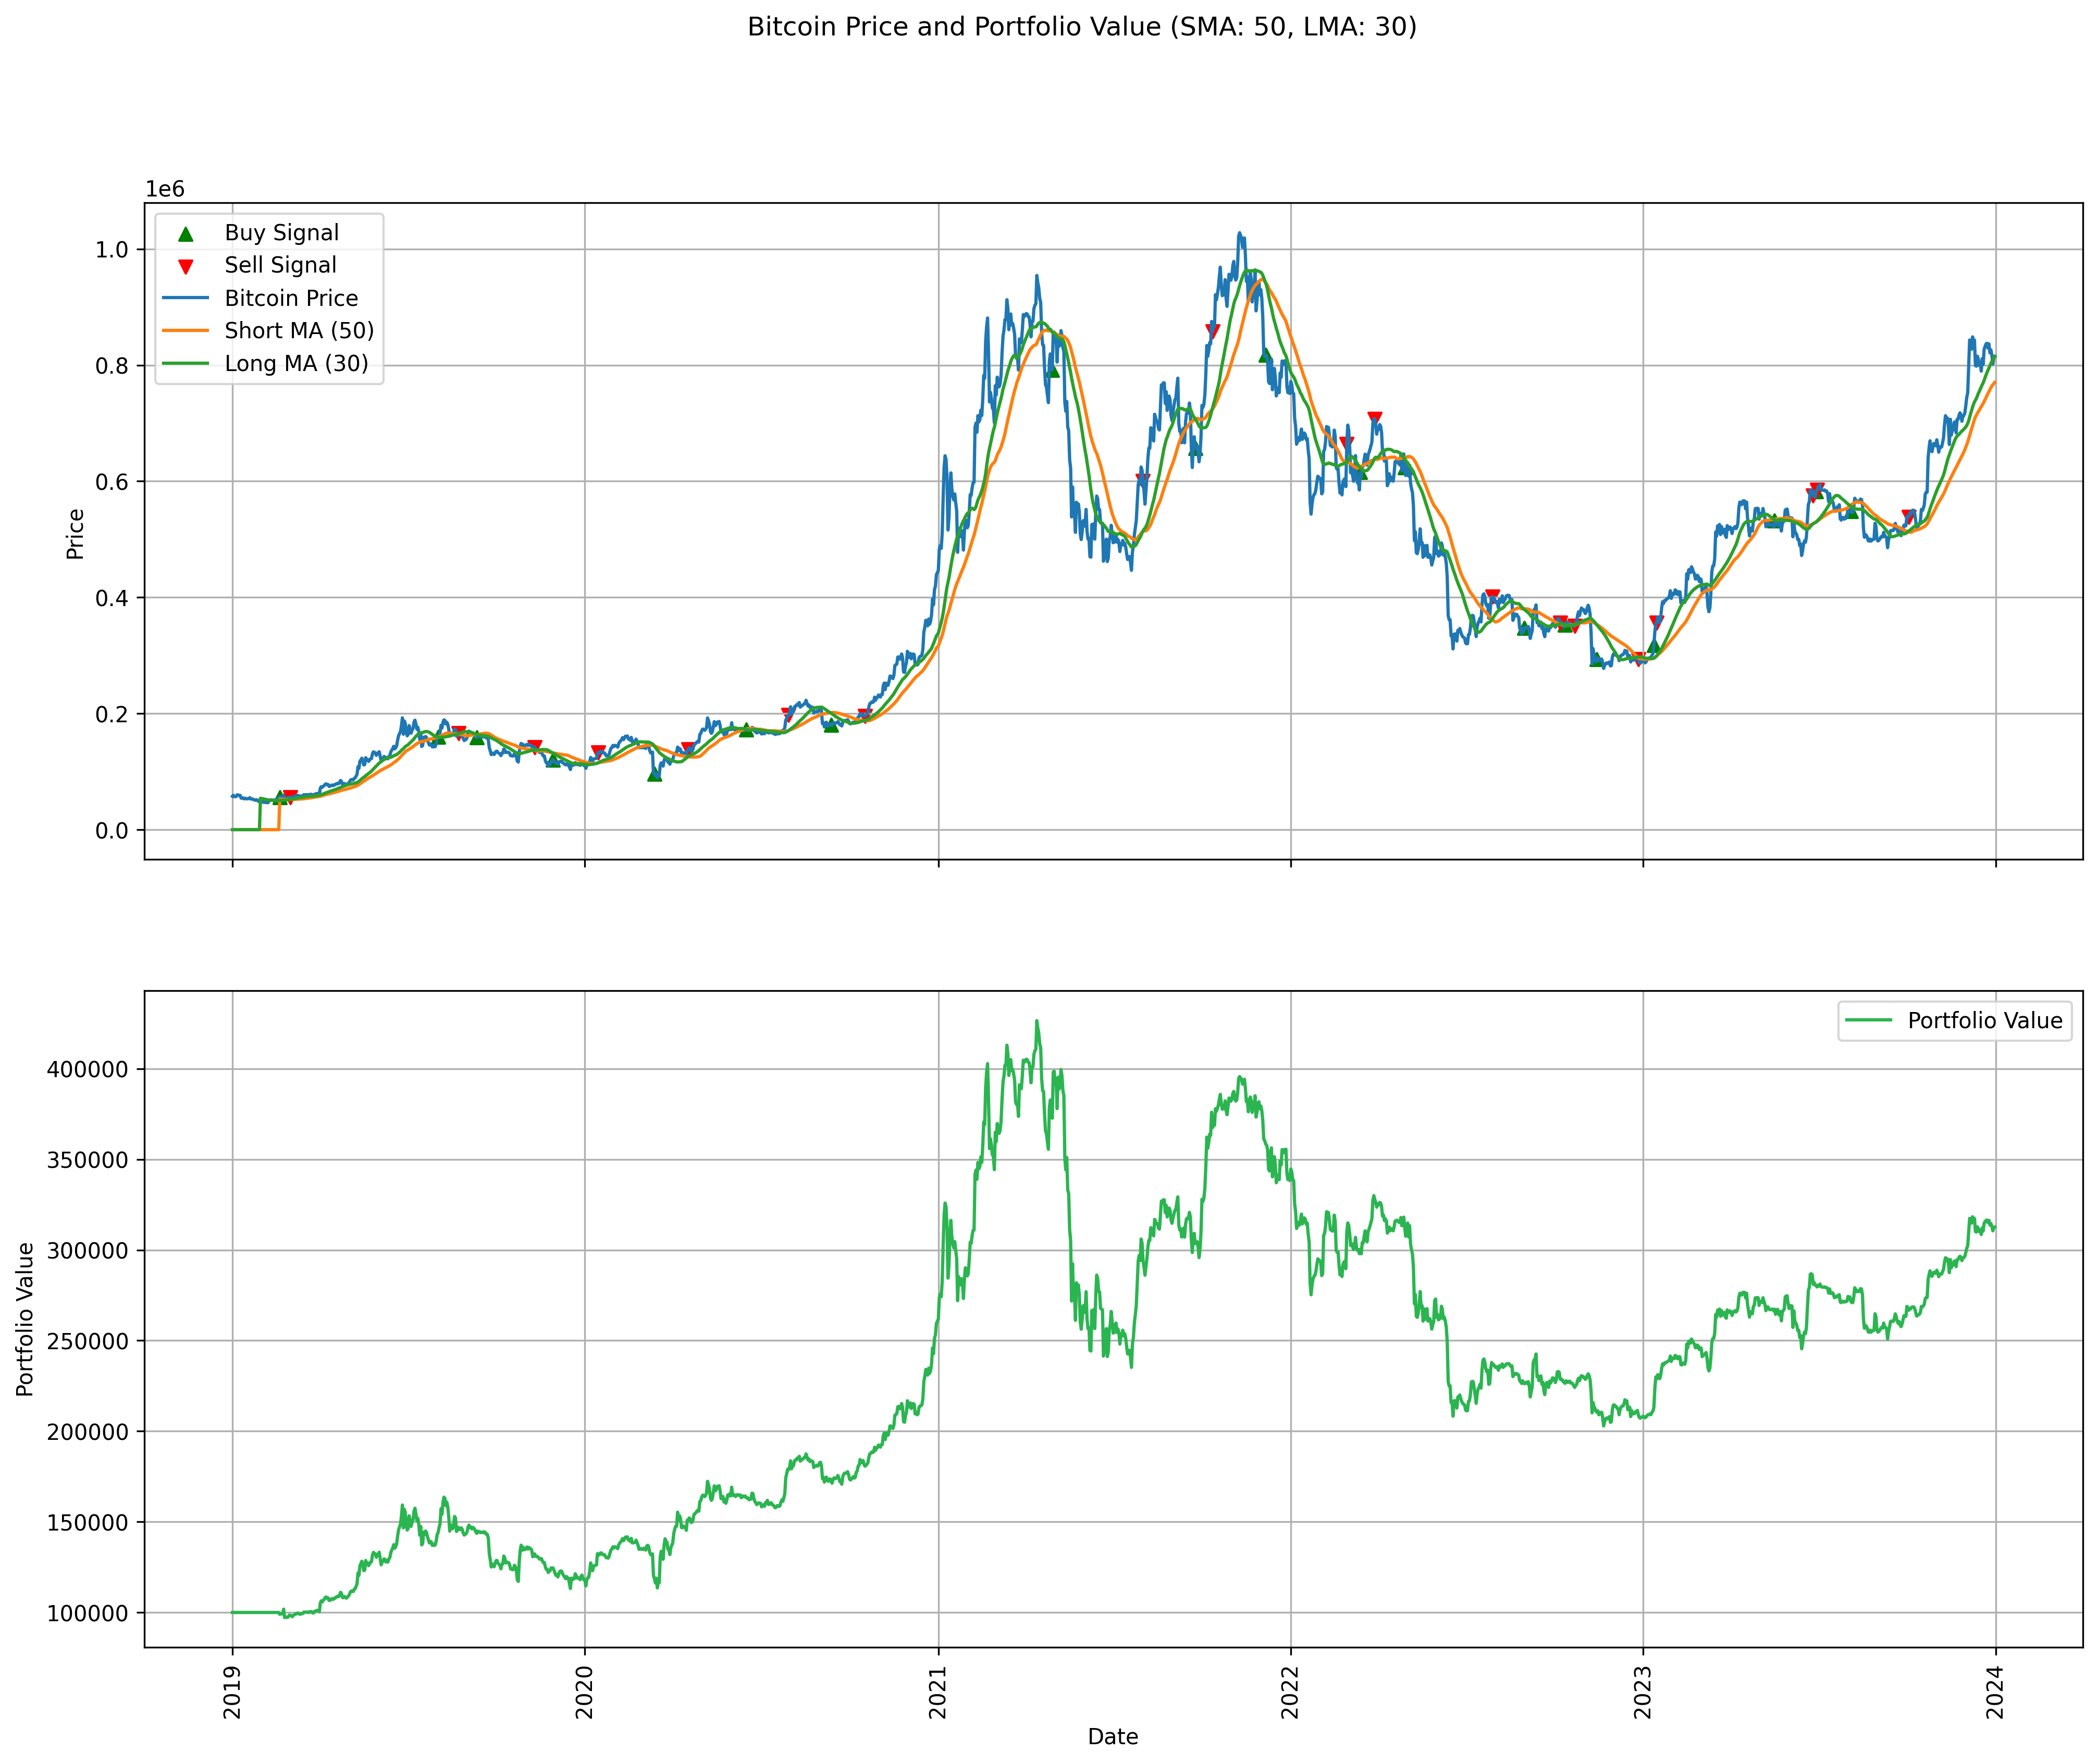 Bitcoin Price and Portfolio Value (SMA: 50, LMA: 30)
1e6
Buy Signal
Sell Signal
Bitcoin Price
Short MA (50)
Long MA (30)
Price
1.0
0.8
0.6
0.4
0.2
0.0
Portfolio Value
Portfolio Value
400000
350000
300000
250000
200000
150000
100000
2019
2020
2021
2022
2023
2024
Date